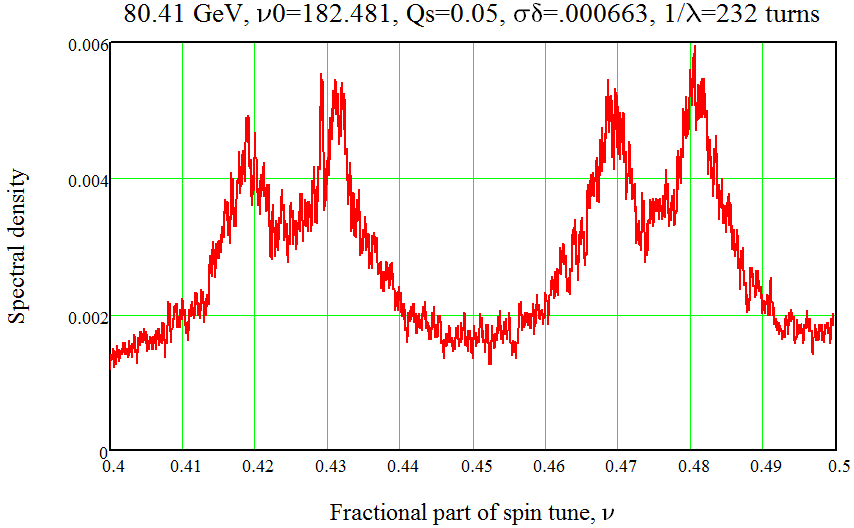 80.41 GeV, ν0=182.481, Qs=0.05, σδ=.000663, 1/λ=232 turns
0.006
0.004
0.002
0
Spectral density
0.4 0.41 0.42 0.43 0.44 0.45 0.46 0.47 0.48 0.49 0.5
Fractional part of spin tune, ν